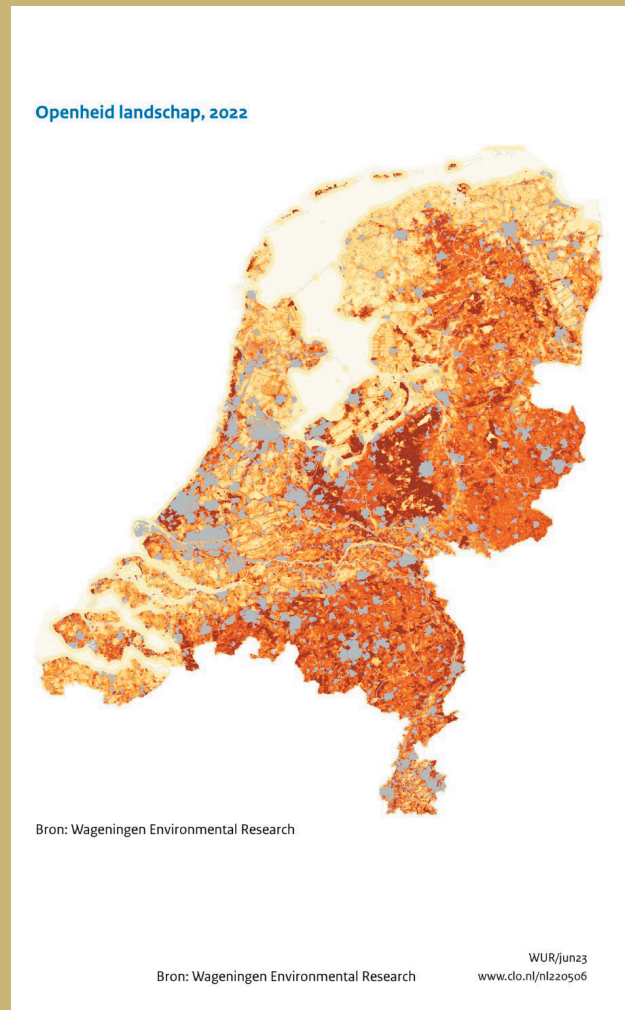 Openheid landschap, 2022
Bron: Wageningen Environmental Research
WUR/jun23
Bron: Wageningen Environmental Research
www.clo.nl/nl220506